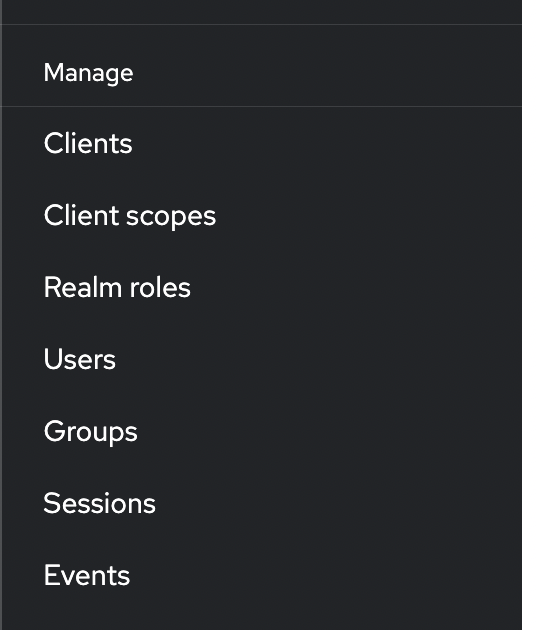 Manage
Clients
Client scopes
Realm roles
Users
Groups
Sessions
Events